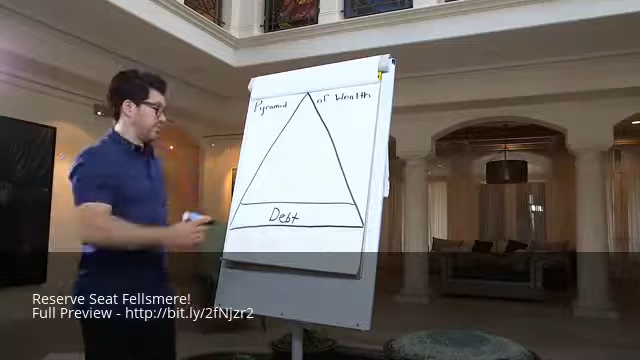 Pyramid of Wealth
Debt
Reserve Seat Fellsmere!
Full Preview - http://bit.ly/2fNjzr2